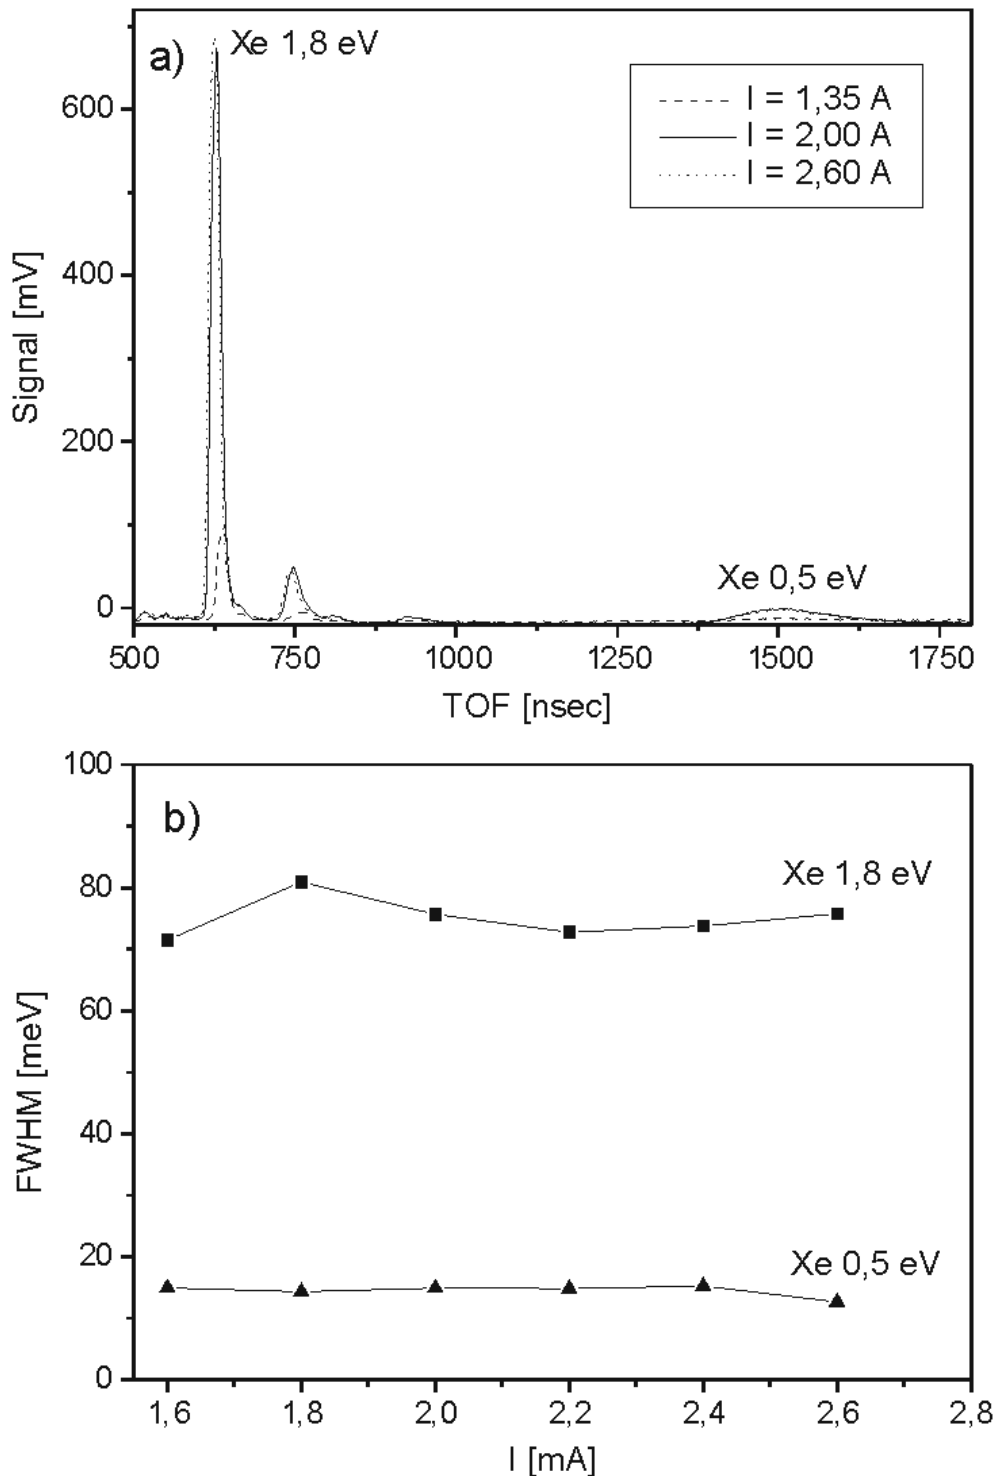 a)
Xe 1,8 eV
I = 1,35 A
I = 2,00 A
I = 2,60 A
600
400
200
0
Signal [mV]
Xe 0,5 eV
500 750 1000 1250 1500 1750
TOF [nsec]
b)
100
80
60
40
20
0
FWHM [meV]
Xe 1,8 eV
Xe 0,5 eV
1,6 1,8 2,0 2,2 2,4 2,6 2,8
I [mA]